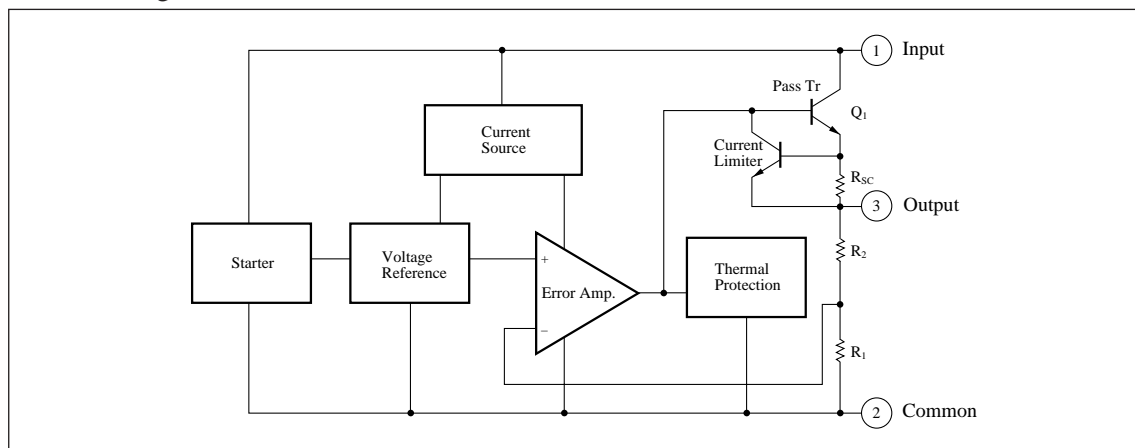 1 Input
Pass Tr
Q1
Current
Source
Current
Limiter
RSC
3 Output
Starter
Voltage
Reference
+
Error Amp.
−
Thermal
Protection
R2
R1
2 Common